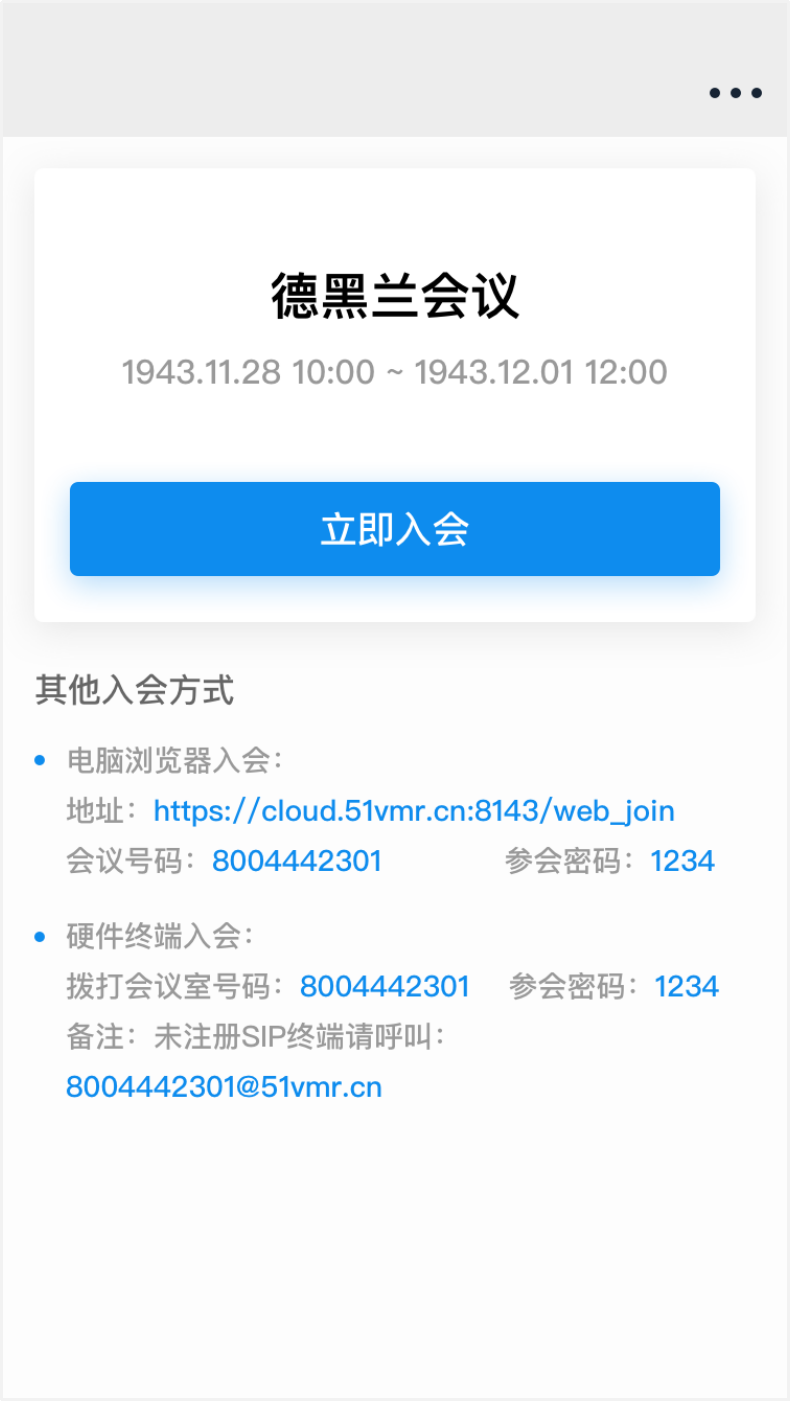 德黑兰会议
1943.11.28 10:00 ~ 1943.12.01 12:00
立即入会
其他入会方式
电脑浏览器入会：
地址：https://cloud.51vmr.cn:8143/web_join
会议号码：8004442301 参会密码：1234
硬件终端入会：
拨打会议室号码：8004442301 参会密码：1234
备注：未注册SIP终端请呼叫：
8004442301@51vmr.cn